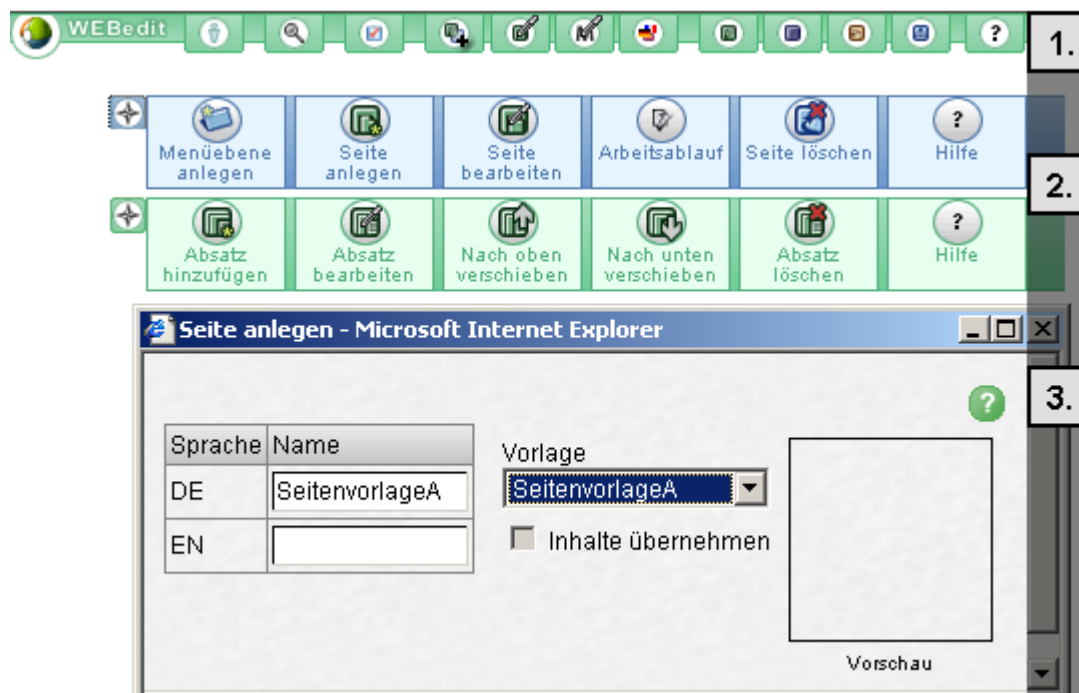 WEBedit
?
1.
Menüebene anlegen
Seite anlegen
Seite bearbeiten
Arbeitsablauf
Seite löschen
?
Hilfe
2.
Absatz hinzufügen
Absatz bearbeiten
Nach oben verschieben
Nach unten verschieben
Absatz löschen
?
Hilfe
Seite anlegen - Microsoft Internet Explorer
3.
?
Sprache Name
Vorlage
DE SeitenvorlageA
SeitenvorlageA
EN
Inhalte übernehmen
Vorschau